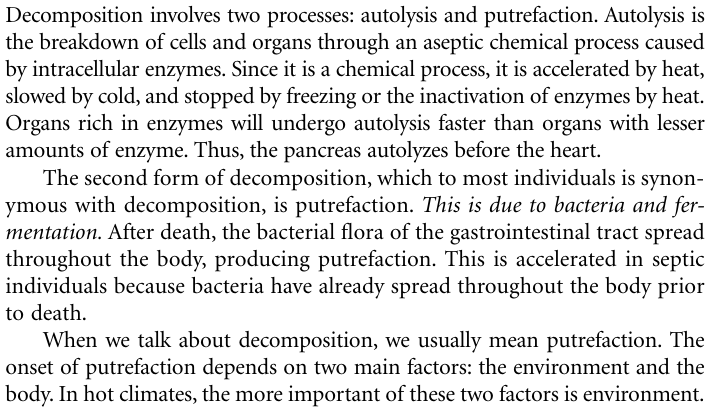 Decomposition involves two processes: autolysis and putrefaction. Autolysis is
the breakdown of cells and organs through an aseptic chemical process caused
by intracellular enzymes. Since it is a chemical process, it is accelerated by heat,
slowed by cold, and stopped by freezing or the inactivation of enzymes by heat.
Organs rich in enzymes will undergo autolysis faster than organs with lesser
amounts of enzyme. Thus, the pancreas autolyzes before the heart.
The second form of decomposition, which to most individuals is synon-
ymous with decomposition, is putrefaction. This is due to bacteria and fer-
mentation. After death, the bacterial flora of the gastrointestinal tract spread
throughout the body, producing putrefaction. This is accelerated in septic
individuals because bacteria have already spread throughout the body prior
to death.
When we talk about decomposition, we usually mean putrefaction. The
onset of putrefaction depends on two main factors: the environment and the
body. In hot climates, the more important of these two factors is environment.